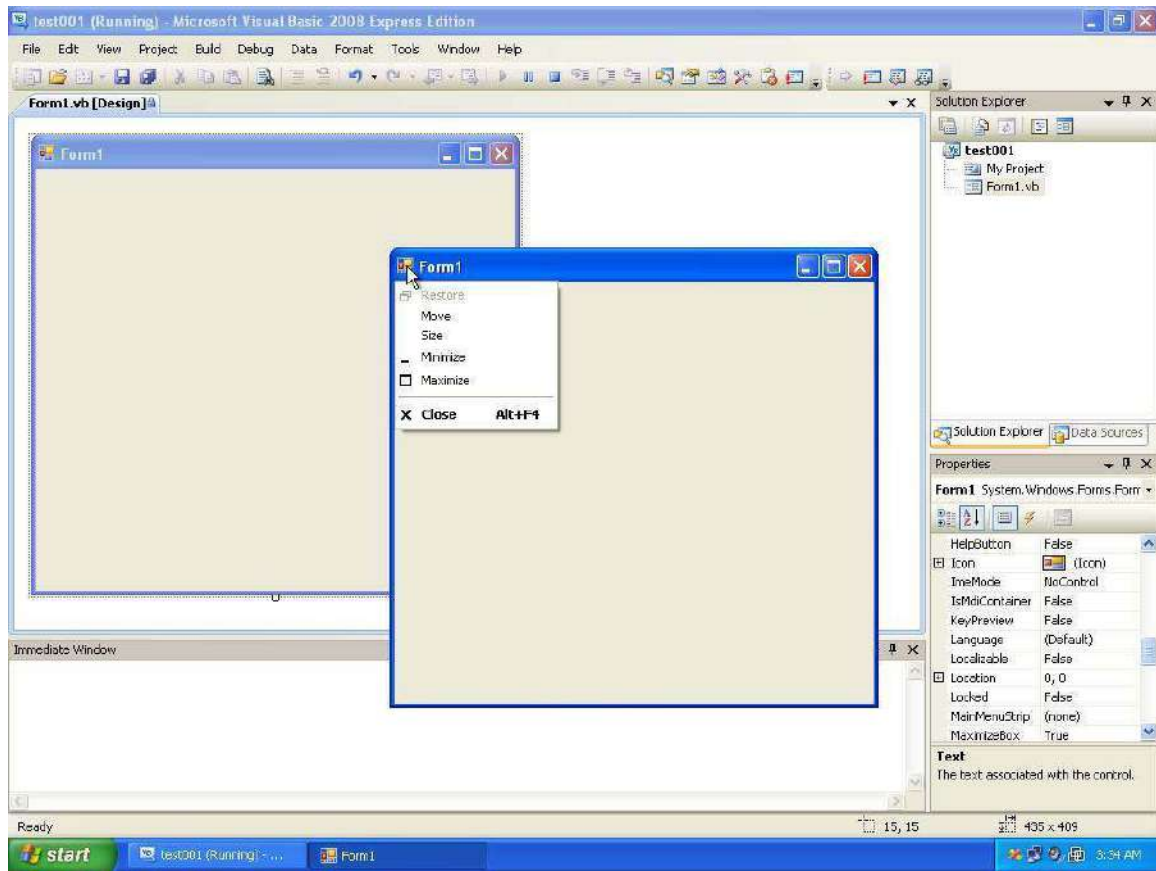 test001 (Running) - Microsoft Visual Basic 2008 Express Edition
File Edit View Project Build Debug Data Format Tools Window Help
Form1.vb [Design]
Form1
Form1
Restore
Move
Size
Minimize
Maximize
Close Alt+F4
Immediate Window
Solution Explorer
test001
My Project
Form1.vb
Solution Explorer Data Sources
Properties
Form1 System.Windows.Forms.Form
HelpButton False
Icon (Icon)
ImeMode NoControl
IsMdiContainer False
KeyPreview False
Language (Default)
Localizable False
Location 0, 0
Locked False
MainMenuStrip (none)
MaximizeBox True
Text
The text associated with the control.
Ready 15, 15 435 x 409
start test001 (Running) - ... Form1 3:34 AM